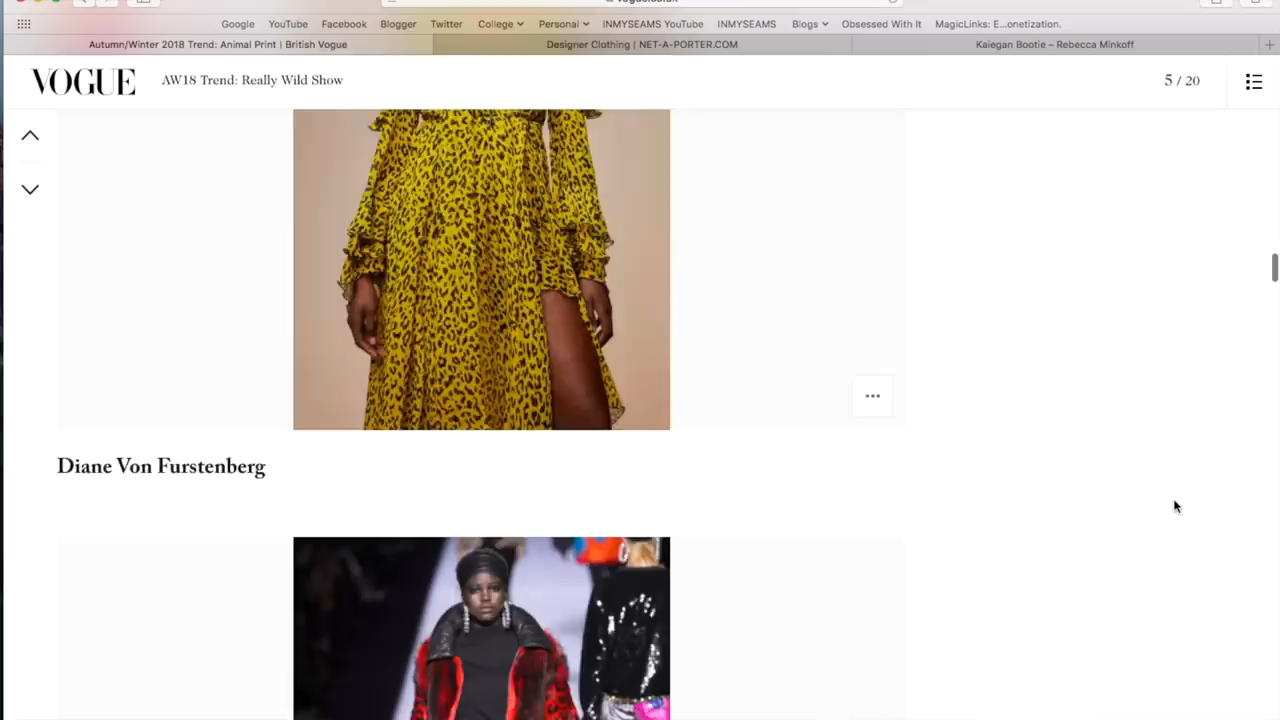 Google YouTube Facebook Blogger Twitter College Personal INMYSEAMS YouTube INMYSEAMS Blogs Obsessed With It MagicLinks: E...onetization.
Autumn/Winter 2018 Trend: Animal Print | British Vogue Designer Clothing | NET-A-PORTER.COM Kaiegan Bootie – Rebecca Minkoff
VOGUE AW18 Trend: Really Wild Show 5 / 20
Diane Von Furstenberg